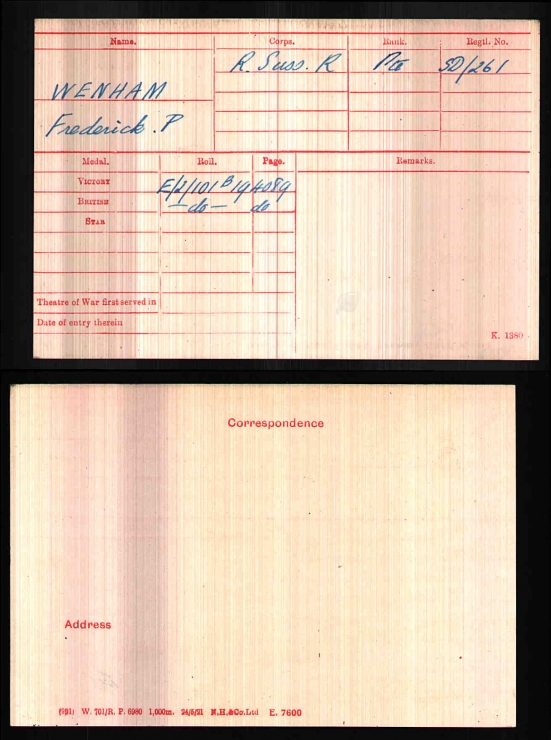 Name. Corps. Rank. Regtl. No.
R. Suss. R Pte SD/261
WENHAM
Frederick. P
Medal. Roll. Page. Remarks.
VICTORY E/2/101 B 19 4089
BRITISH —do— do
STAR
Theatre of War first served in
Date of entry therein
K. 1380
Correspondence
Address
W. 701/R. P. 6980 1,000m. 24/5/21 N.H.&Co.Ltd E. 7600